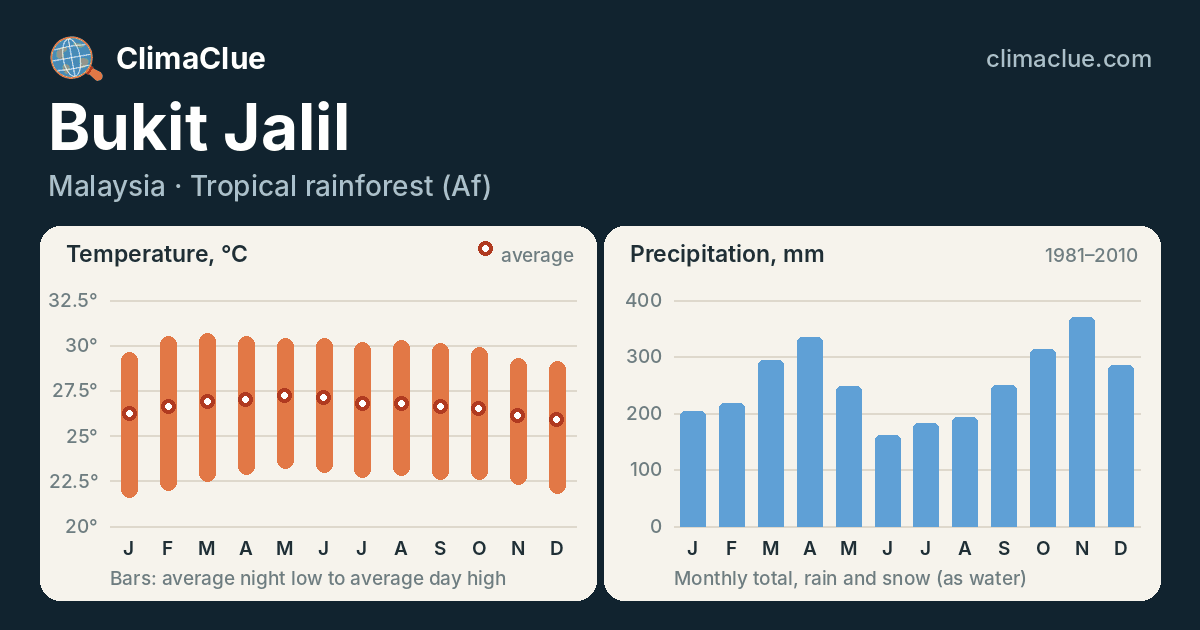 ClimaClue
climaclue.com
Bukit Jalil
Malaysia · Tropical rainforest (Af)
Temperature, °C
average
32.5°
30°
27.5°
25°
22.5°
20°
J F M A M J J A S O N D
Bars: average night low to average day high
Precipitation, mm
1981–2010
400
300
200
100
0
J F M A M J J A S O N D
Monthly total, rain and snow (as water)